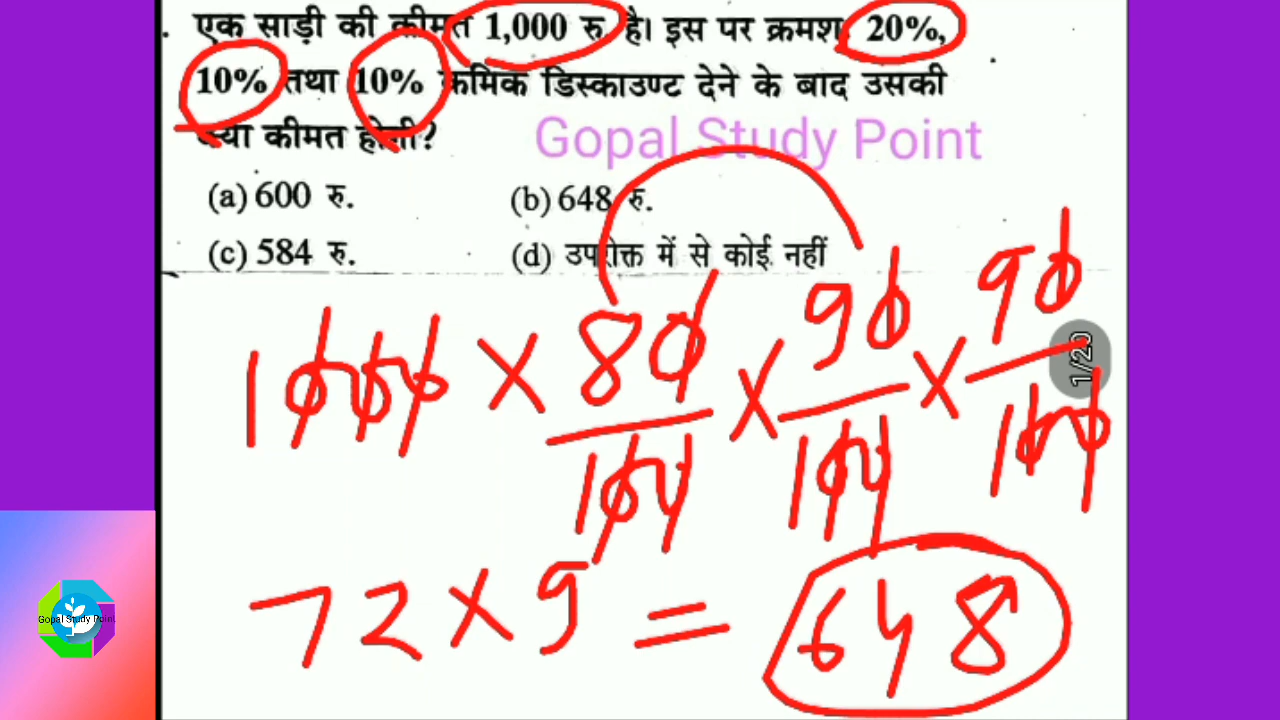 . एक साड़ी की कीमत 1,000 रु. है। इस पर क्रमश: 20%,
10% तथा 10% क्रमिक डिस्काउण्ट देने के बाद उसकी
क्या कीमत होगी?
Gopal Study Point
(a) 600 रु. (b) 648 रु.
(c) 584 रु. (d) उपरोक्त में से कोई नहीं
1000 × 80/100 × 90/100 × 90/100
1/20
72 × 9 = 648
Gopal Study Point